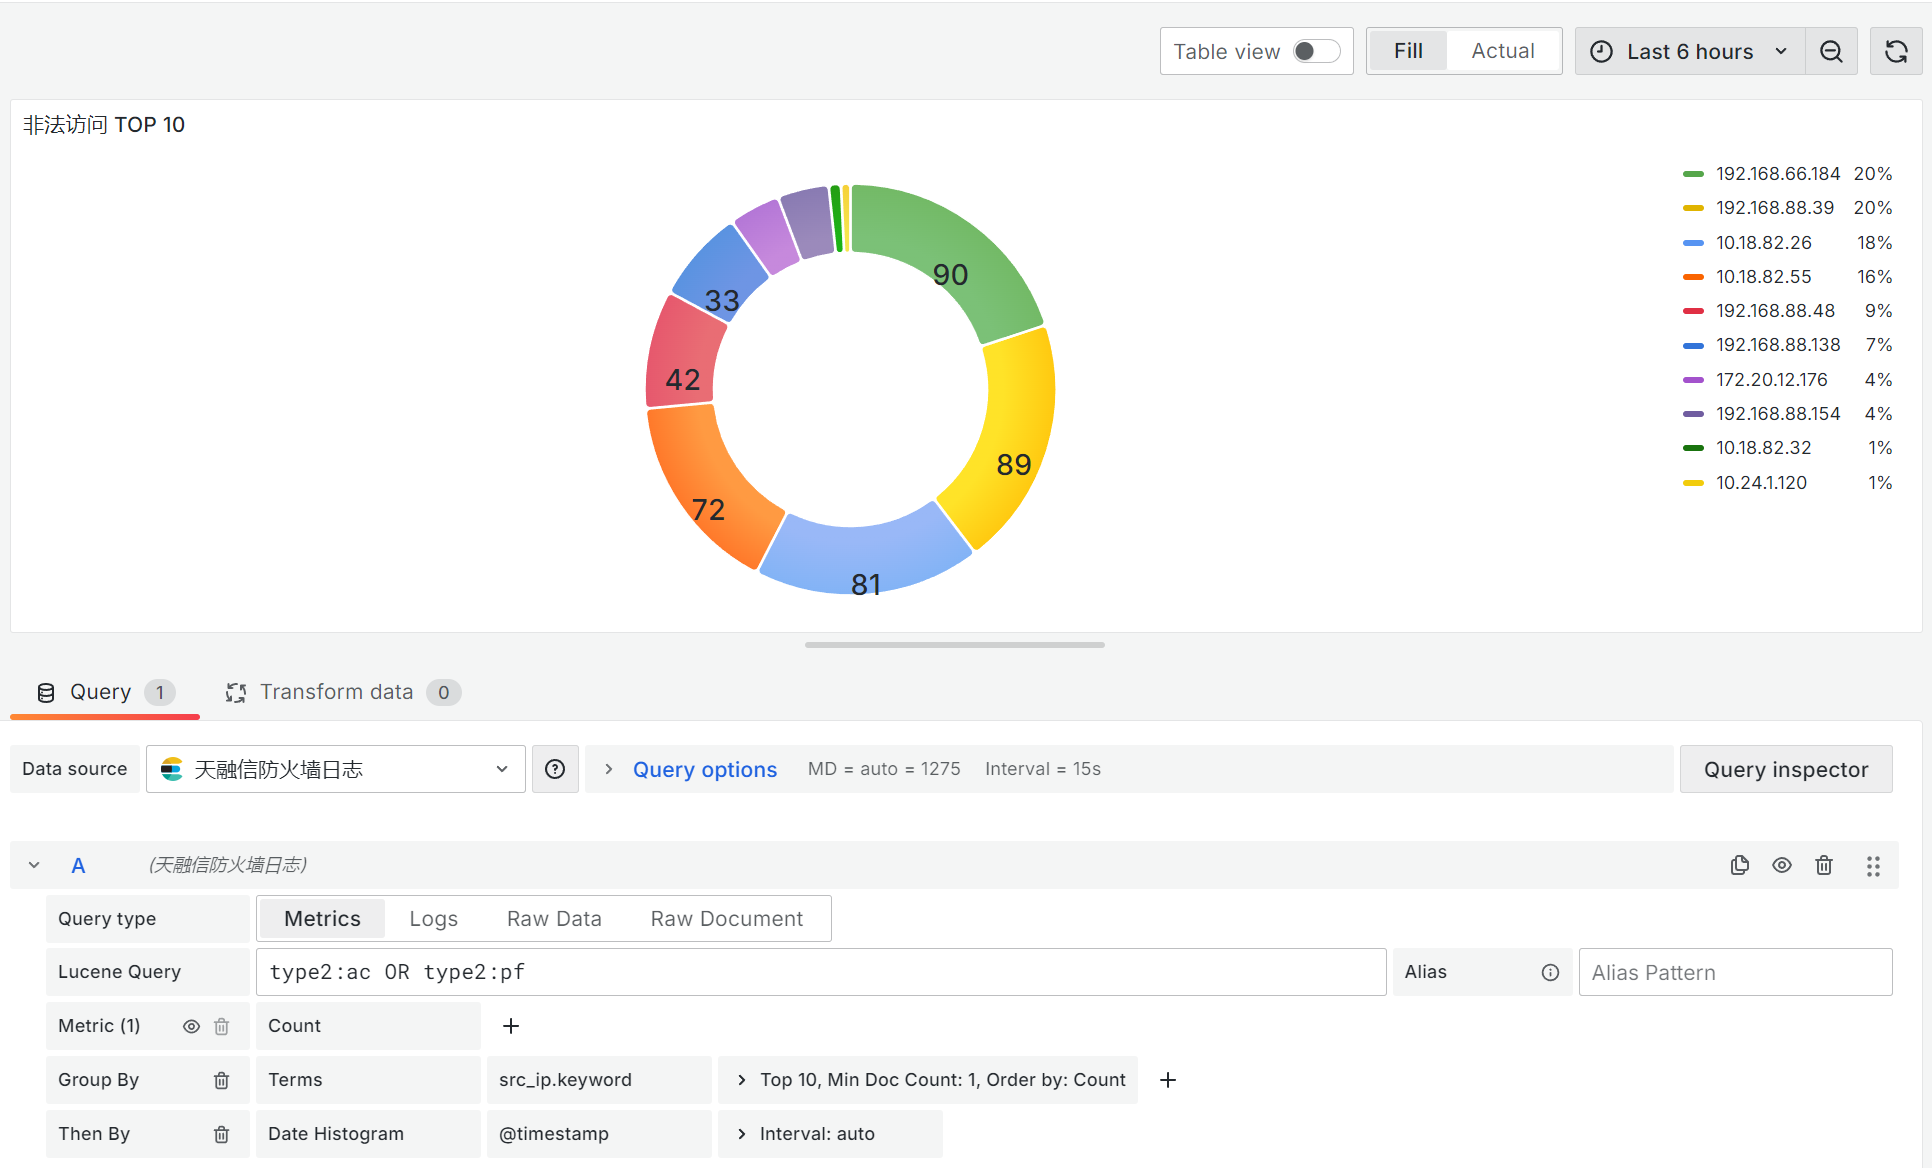 Table view
Fill
Actual
Last 6 hours
非法访问 TOP 10
192.168.66.184 20%
192.168.88.39 20%
10.18.82.26 18%
10.18.82.55 16%
192.168.88.48 9%
192.168.88.138 7%
172.20.12.176 4%
192.168.88.154 4%
10.18.82.32 1%
10.24.1.120 1%
90
89
81
72
42
33
Query 1
Transform data 0
Data source
天融信防火墙日志
Query options
MD = auto = 1275
Interval = 15s
Query inspector
A
(天融信防火墙日志)
Query type
Metrics
Logs
Raw Data
Raw Document
Lucene Query
type2:ac OR type2:pf
Alias
Alias Pattern
Metric (1)
Count
Group By
Terms
src_ip.keyword
Top 10, Min Doc Count: 1, Order by: Count
Then By
Date Histogram
@timestamp
Interval: auto